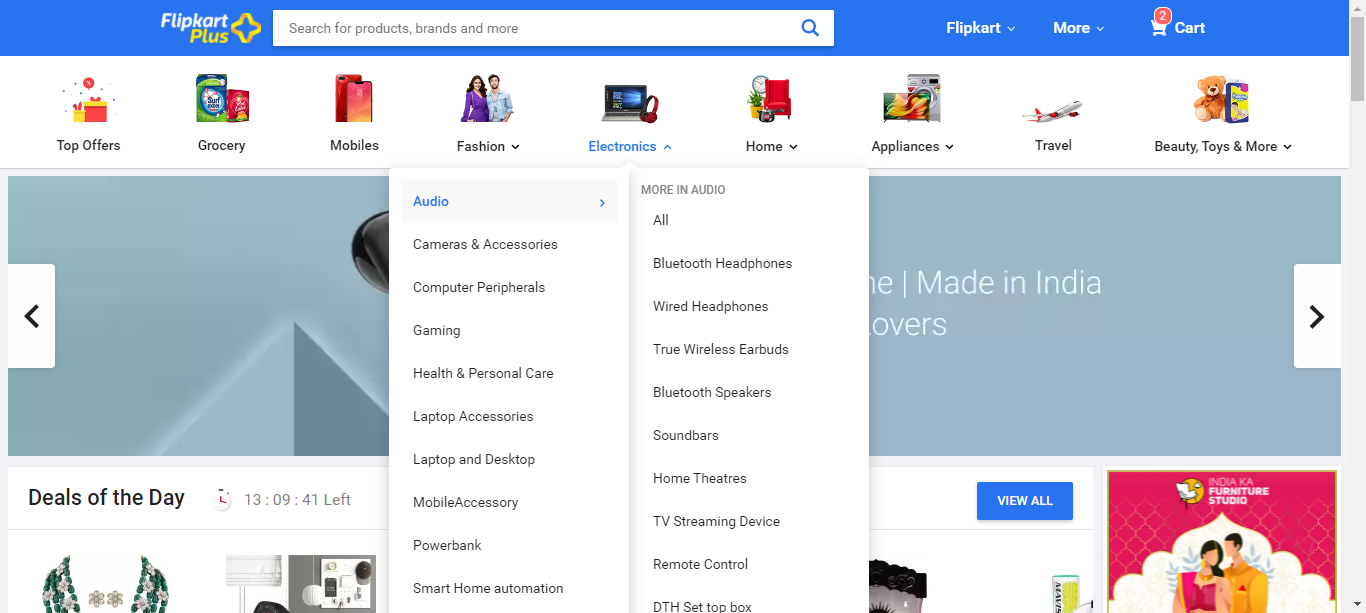 Flipkart
Plus
Search for products, brands and more
Flipkart
More
2
Cart
Top Offers
Grocery
Mobiles
Fashion
Electronics
Home
Appliances
Travel
Beauty, Toys & More
Audio
Cameras & Accessories
Computer Peripherals
Gaming
Health & Personal Care
Laptop Accessories
Laptop and Desktop
MobileAccessory
Powerbank
Smart Home automation
MORE IN AUDIO
All
Bluetooth Headphones
Wired Headphones
True Wireless Earbuds
Bluetooth Speakers
Soundbars
Home Theatres
TV Streaming Device
Remote Control
DTH Set top box
ne | Made in India
Lovers
Deals of the Day
13 : 09 : 41 Left
VIEW ALL
INDIA KA
FURNITURE
STUDIO